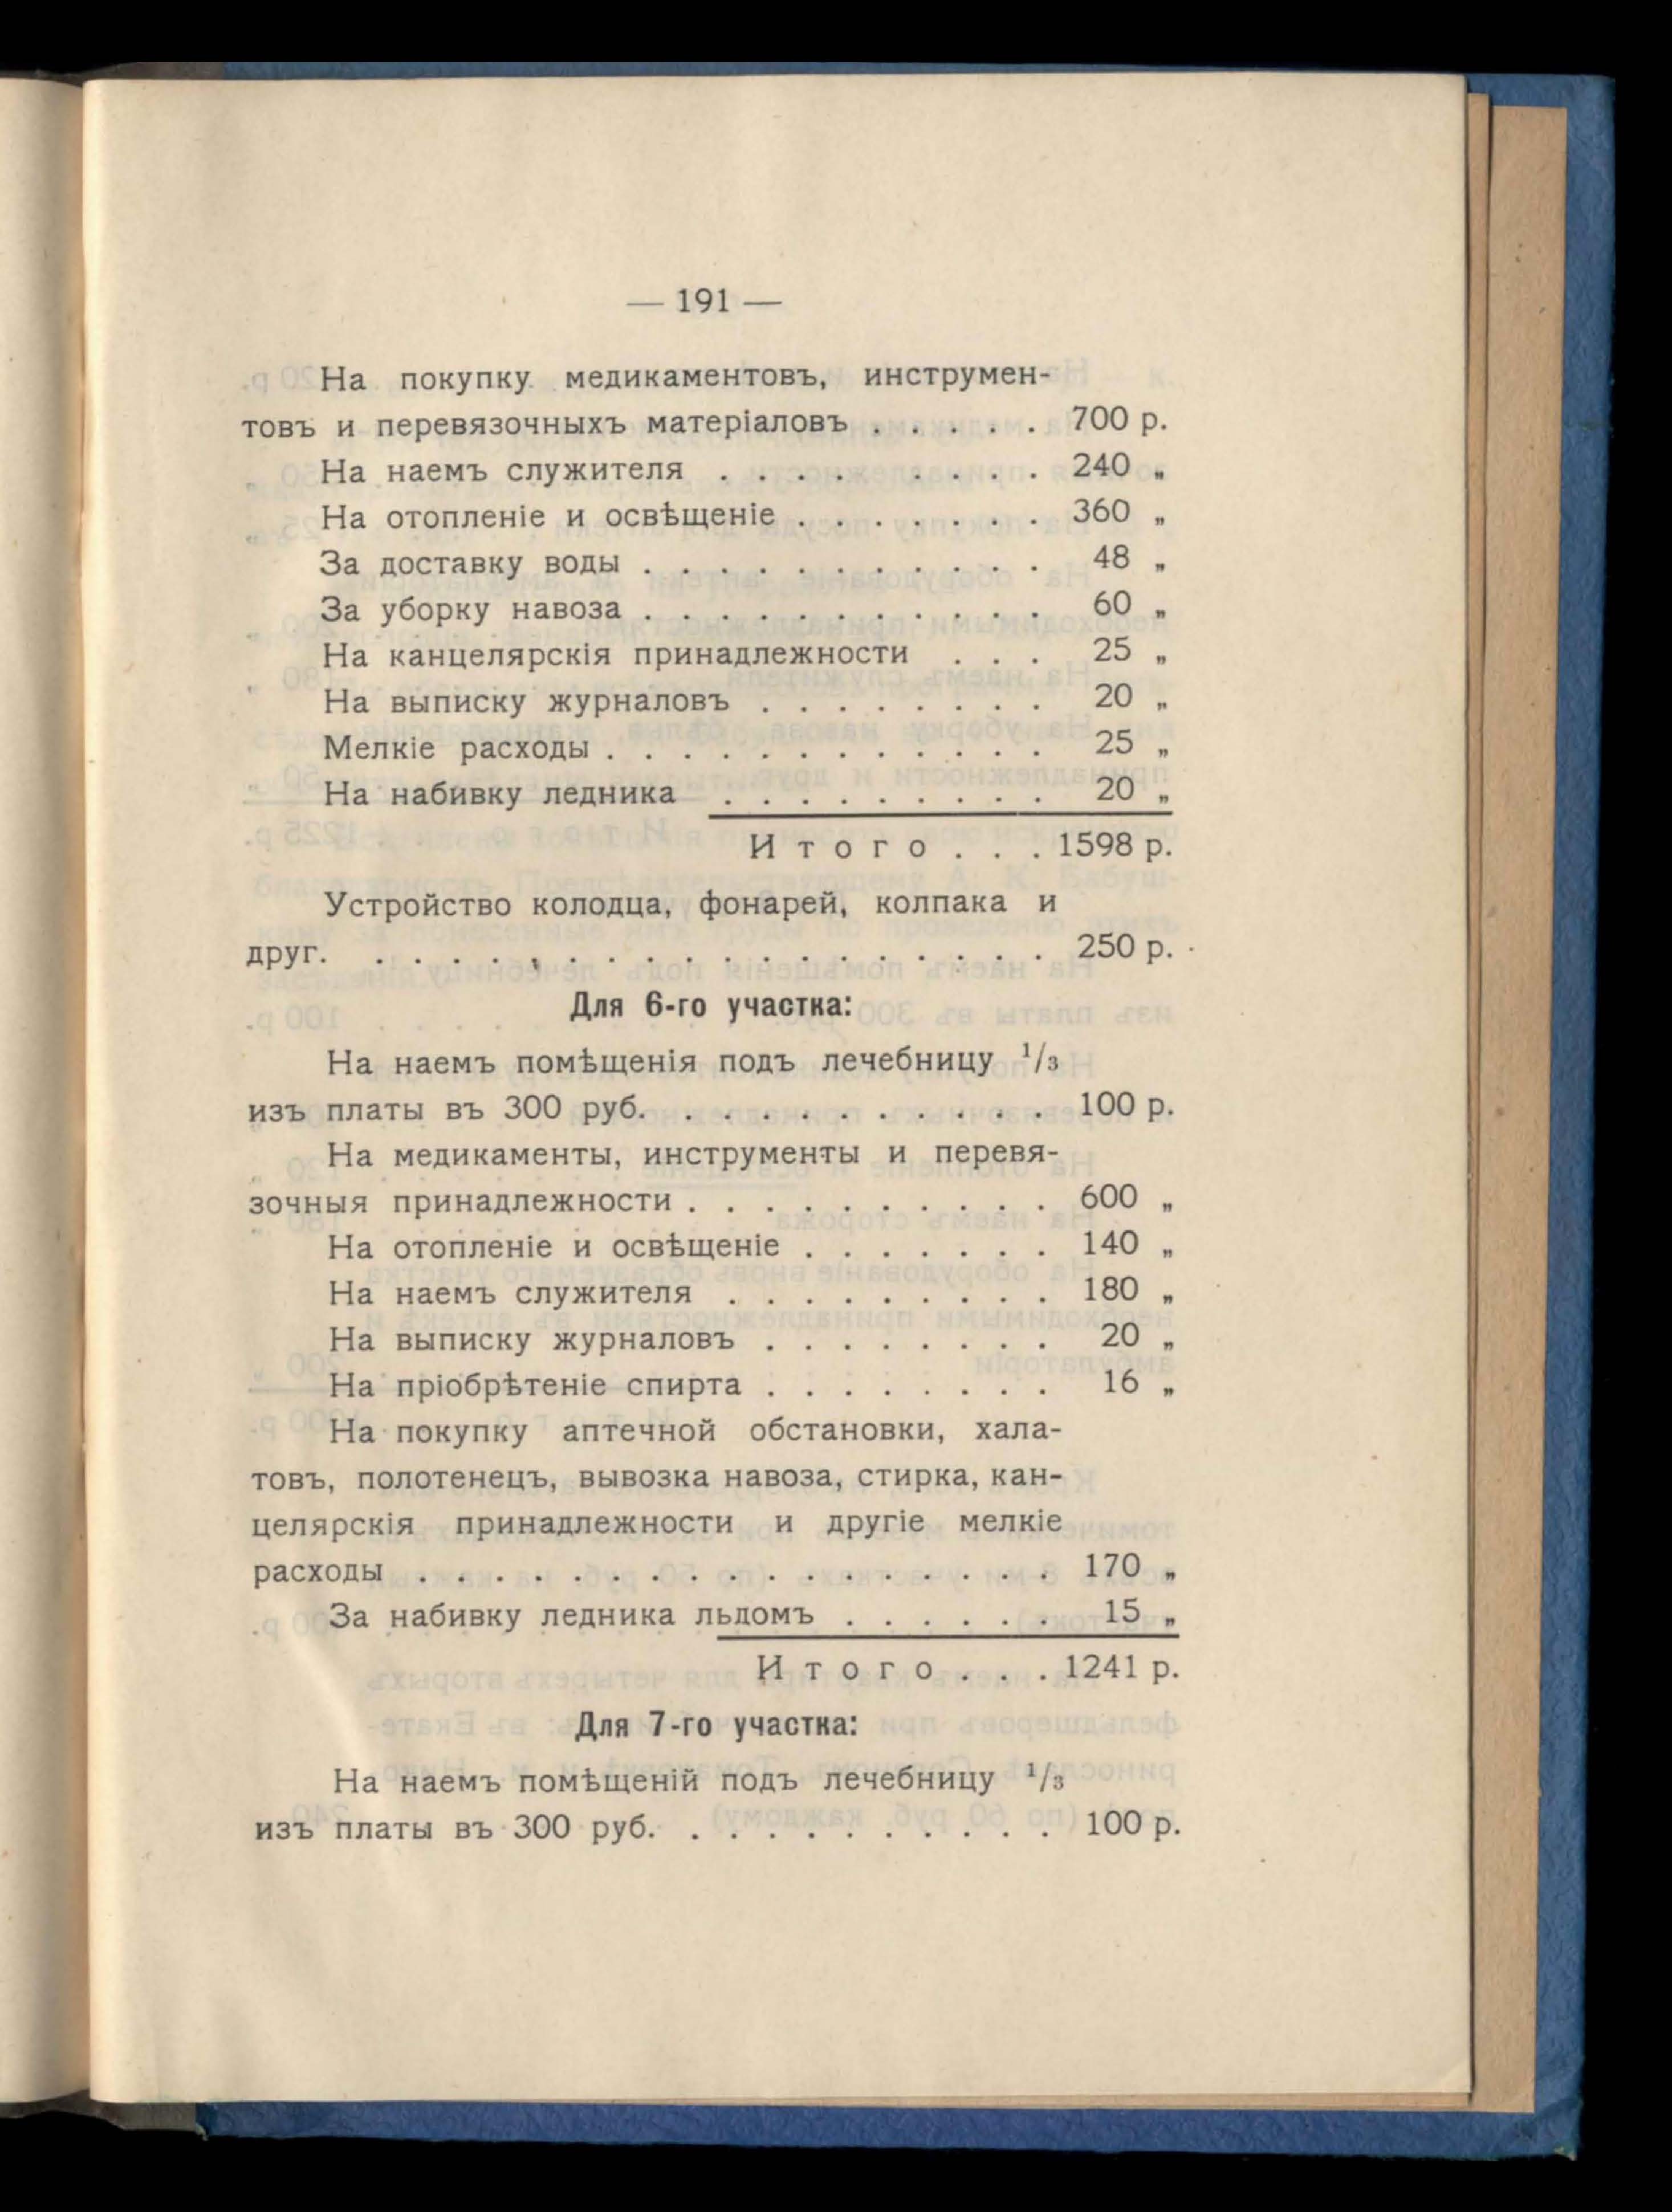 — 191 —
На покупку медикаментовъ, инструмен-
товъ и перевязочныхъ матеріаловъ . . . . . 700 р.
На наемъ служителя . . . . . . . . . 240 „
На отопленіе и освѣщеніе . . . . . . . 360 „
За доставку воды . . . . . . . . . . . 48 „
За уборку навоза . . . . . . . . . . . 60 „
На канцелярскія принадлежности . . . 25 „
На выписку журналовъ . . . . . . . . 20 „
Мелкіе расходы . . . . . . . . . . . . 25 „
На набивку ледника . . . . . . . . . 20 „
Итого . . . 1598 р.
Устройство колодца, фонарей, колпака и
друг. . . . . . . . . . . . . . . . . . . 250 р.
Для 6-го участка:
На наемъ помѣщенія подъ лечебницу 1/3
изъ платы въ 300 руб. . . . . . . . . . . 100 р.
На медикаменты, инструменты и перевя-
зочныя принадлежности . . . . . . . . . . 600 „
На отопленіе и освѣщеніе . . . . . . . 140 „
На наемъ служителя . . . . . . . . . 180 „
На выписку журналовъ . . . . . . . . 20 „
На пріобрѣтеніе спирта . . . . . . . . 16 „
На покупку аптечной обстановки, хала-
товъ, полотенецъ, вывозка навоза, стирка, кан-
целярскія принадлежности и другіе мелкіе
расходы . . . . . . . . . . . . . . . . . 170 „
За набивку ледника льдомъ . . . . . . 15 „
Итого . . . 1241 р.
Для 7-го участка:
На наемъ помѣщеній подъ лечебницу 1/3
изъ платы въ 300 руб. . . . . . . . . . . 100 р.